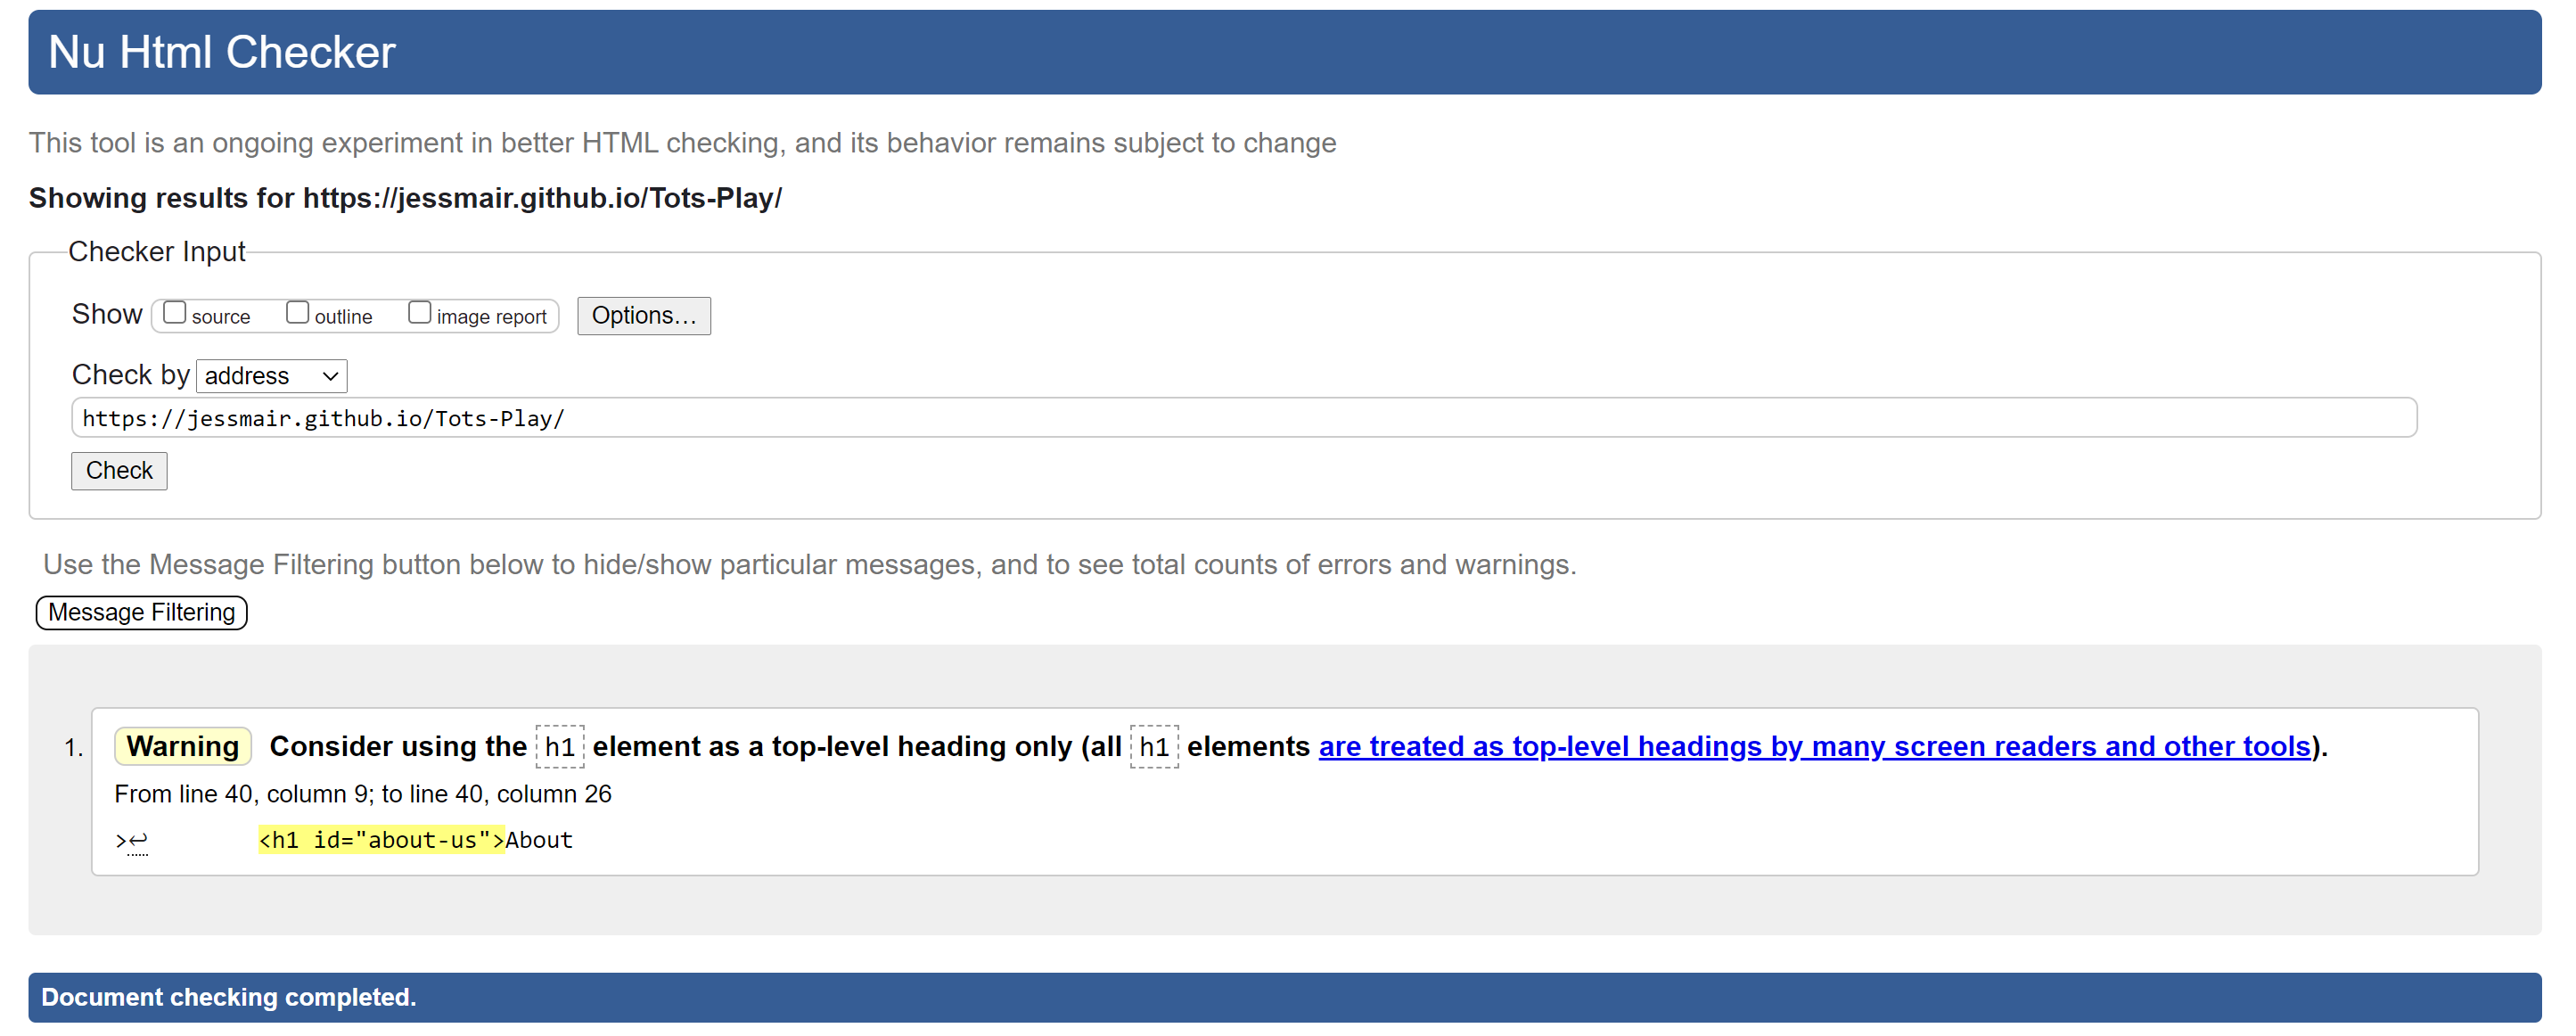 Nu Html Checker
This tool is an ongoing experiment in better HTML checking, and its behavior remains subject to change
Showing results for https://jessmair.github.io/Tots-Play/
Checker Input
Show source outline image report Options...
Check by address
https://jessmair.github.io/Tots-Play/
Check
Use the Message Filtering button below to hide/show particular messages, and to see total counts of errors and warnings.
Message Filtering
1. Warning Consider using the h1 element as a top-level heading only (all h1 elements are treated as top-level headings by many screen readers and other tools).
From line 40, column 9; to line 40, column 26
>↩ <h1 id="about-us">About
Document checking completed.